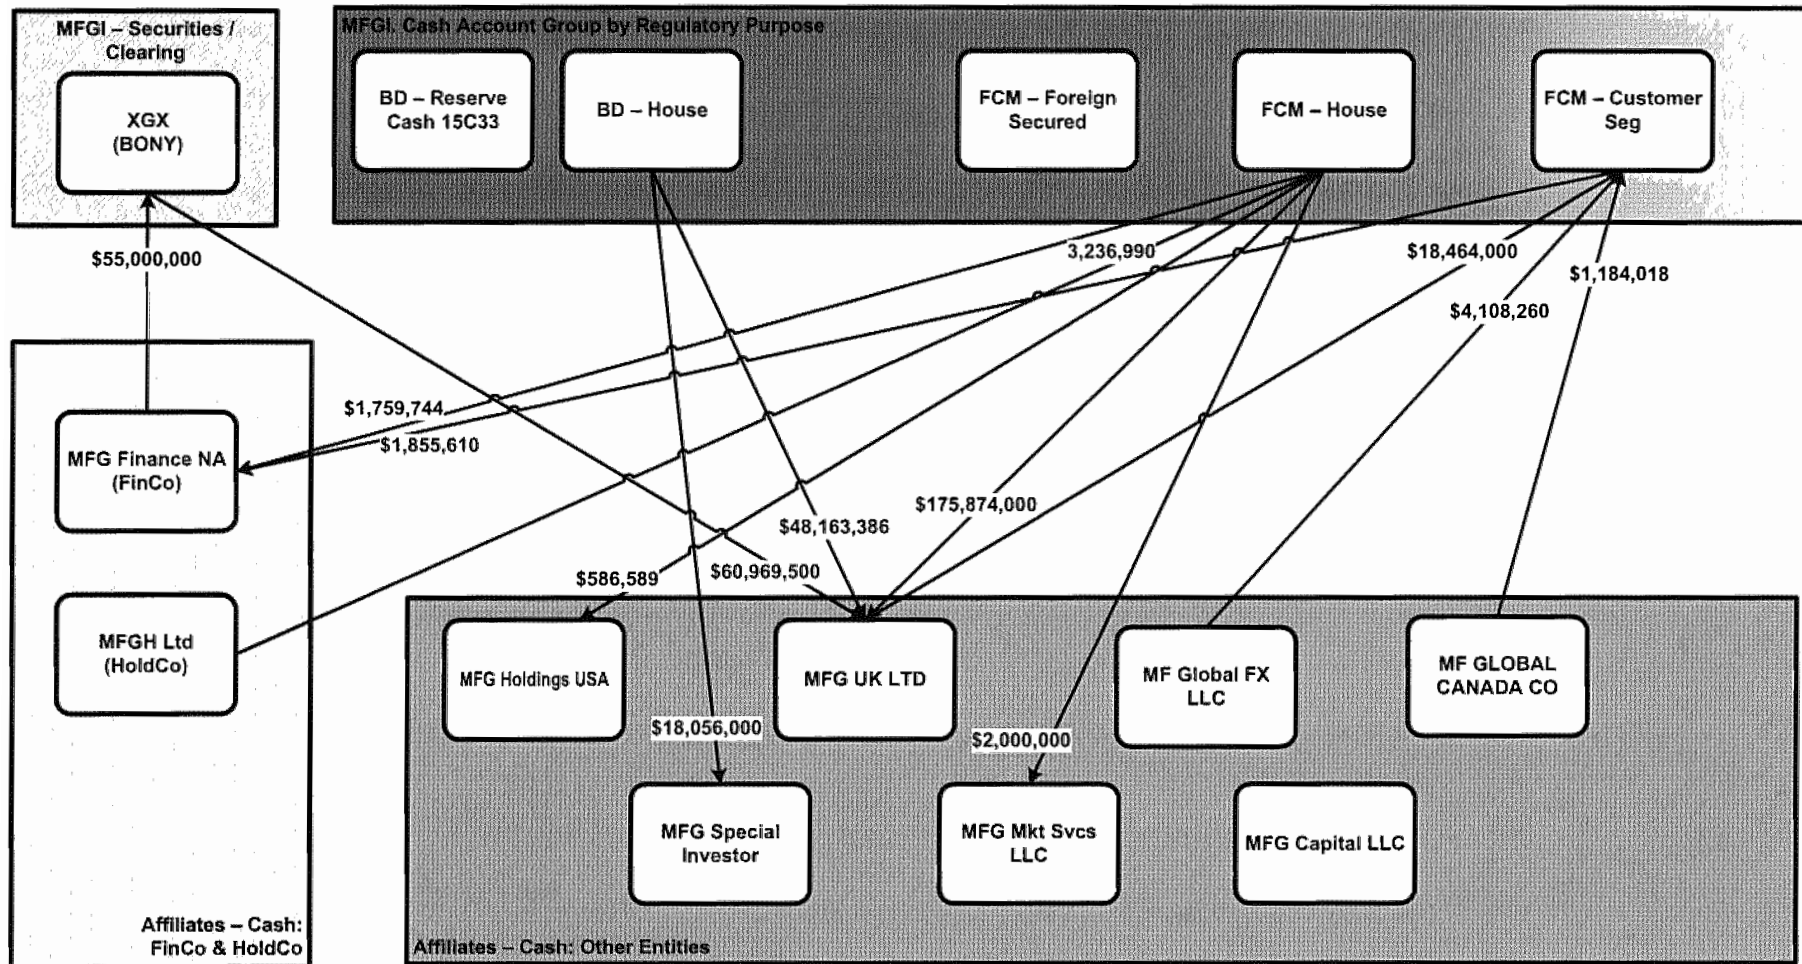 MFGI – Securities /
Clearing
XGX
(BONY)
MFGI. Cash Account Group by Regulatory Purpose
BD – Reserve
Cash 15C33
BD – House
FCM – Foreign
Secured
FCM – House
FCM – Customer
Seg
$55,000,000
3,236,990
$18,464,000
$1,184,018
$4,108,260
$1,759,744
$1,855,610
MFG Finance NA
(FinCo)
$175,874,000
$48,163,386
$60,969,500
$586,589
MFGH Ltd
(HoldCo)
MFG Holdings USA
MFG UK LTD
MF Global FX
LLC
MF GLOBAL
CANADA CO
$18,056,000
$2,000,000
MFG Special
Investor
MFG Mkt Svcs
LLC
MFG Capital LLC
Affiliates – Cash:
FinCo & HoldCo
Affiliates – Cash: Other Entities